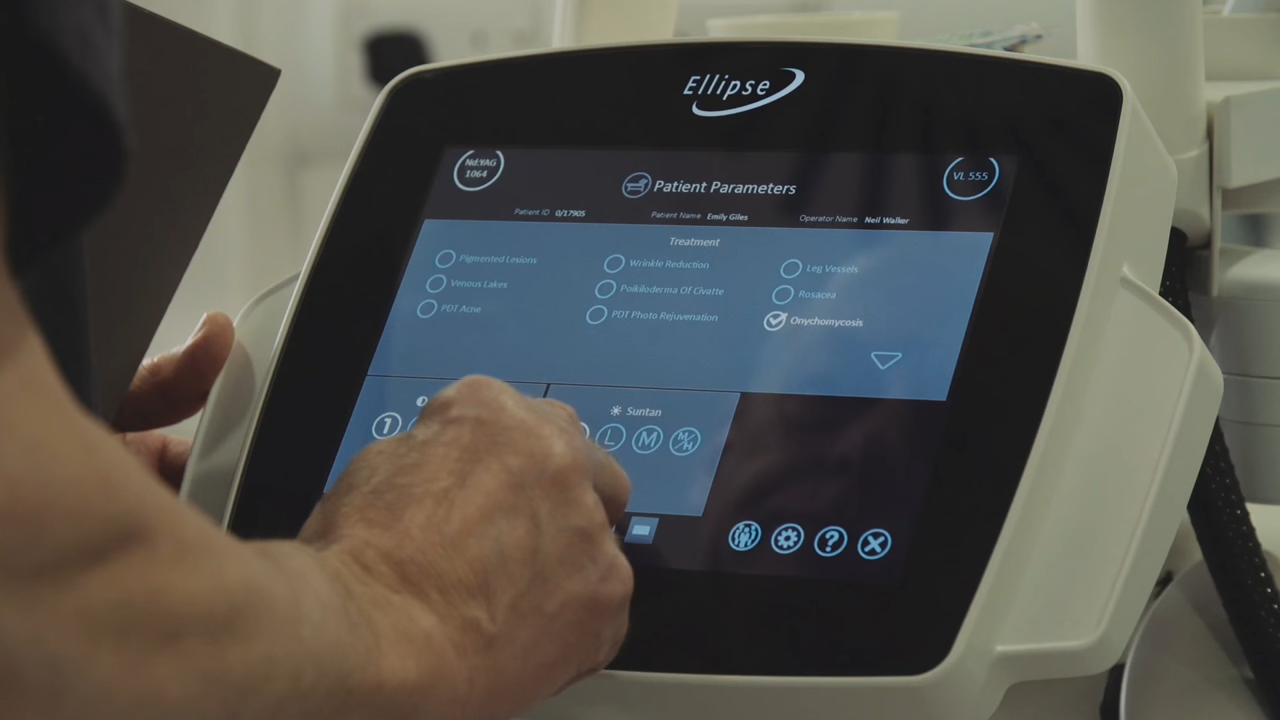 Ellipse
Nd:YAG
1064
Patient Parameters
VL 555
Patient ID 0/17905 Patient Name Emily Giles Operator Name Neil Walker
Treatment
Pigmented Lesions Wrinkle Reduction Leg Vessels
Venous Lakes Poikiloderma Of Civatte Rosacea
PDT Acne PDT Photo Rejuvenation Onychomycosis
Suntan
1 L M M/H
?